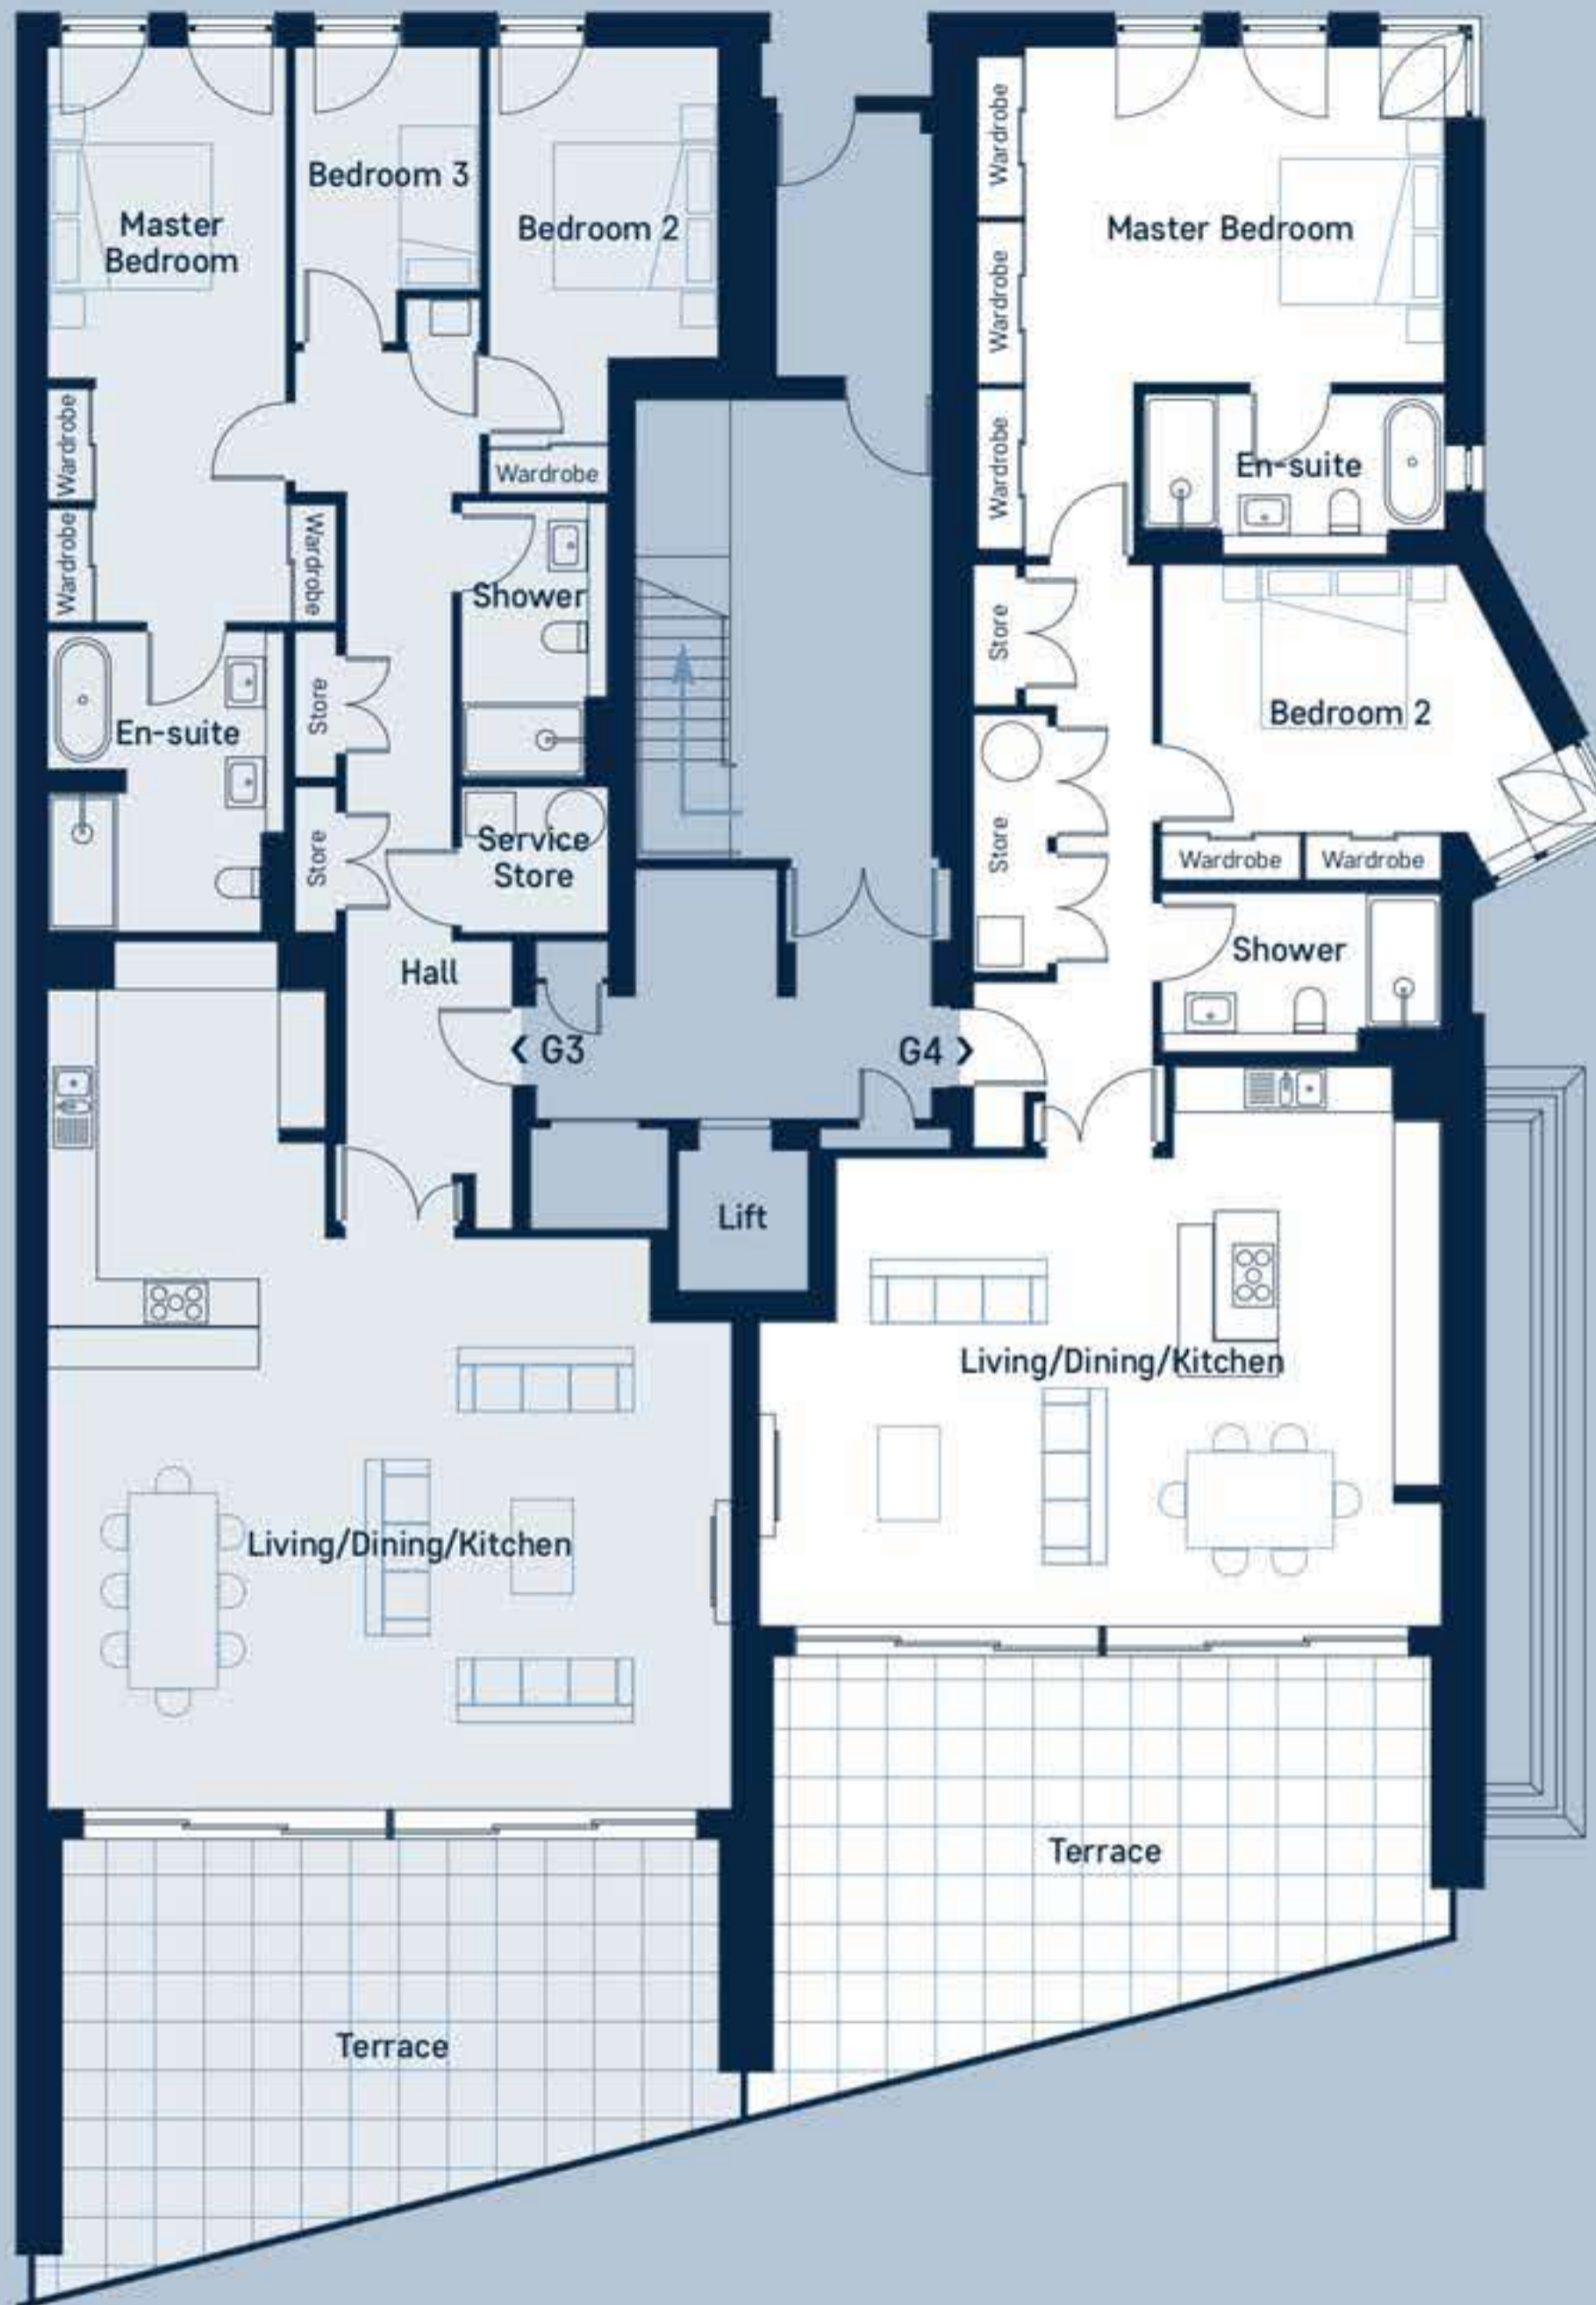 Bedroom 3
Master
Bedroom
Bedroom 2
Wardrobe
Wardrobe
Wardrobe
Wardrobe
Shower
En-suite
Store
Store
Service
Store
Hall
< G3
Living/Dining/Kitchen
Terrace
G4 >
Lift
Wardrobe
Wardrobe
Wardrobe
Master Bedroom
En-suite
Store
Bedroom 2
Store
Wardrobe
Wardrobe
Shower
Living/Dining/Kitchen
Terrace